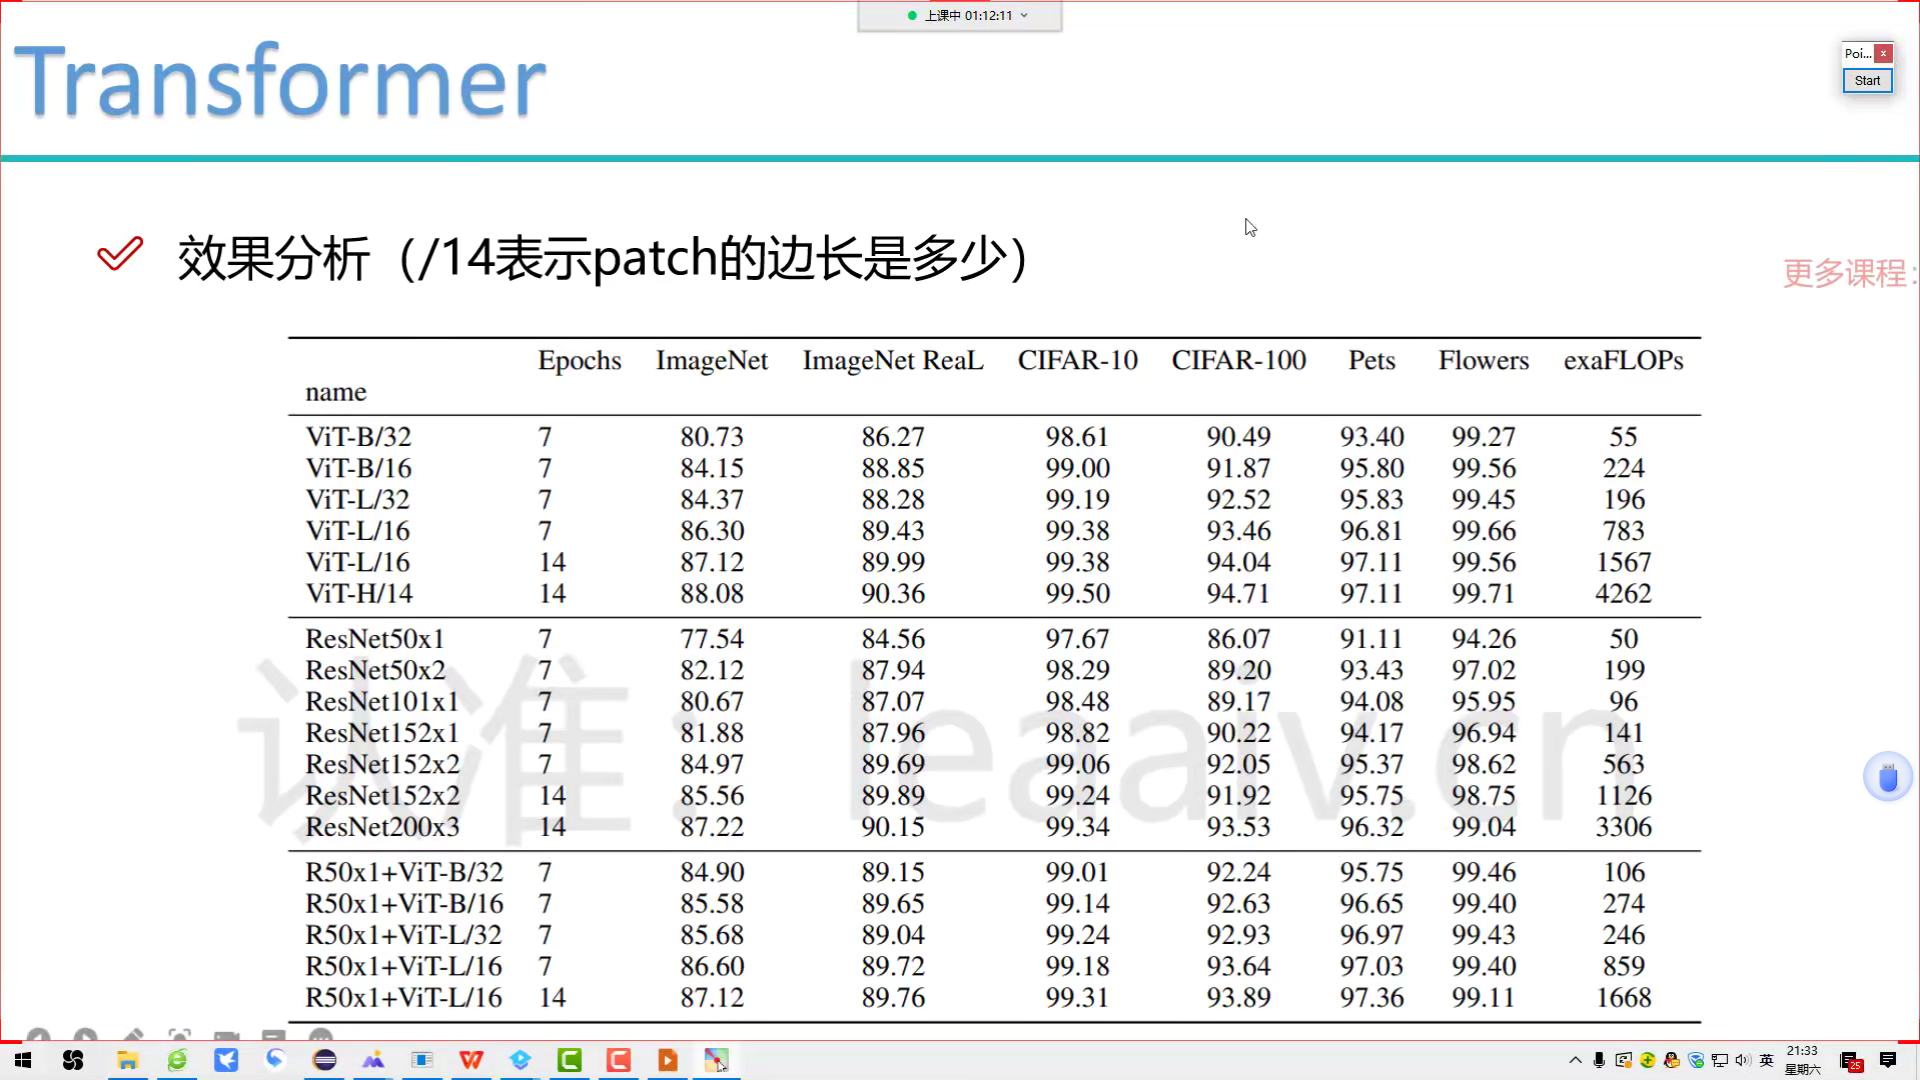 上课中 01:12:11
Transformer
Poi...
Start
效果分析（/14表示patch的边长是多少）
更多课程:
Epochs ImageNet ImageNet ReaL CIFAR-10 CIFAR-100 Pets Flowers exaFLOPs
name
ViT-B/32 7 80.73 86.27 98.61 90.49 93.40 99.27 55
ViT-B/16 7 84.15 88.85 99.00 91.87 95.80 99.56 224
ViT-L/32 7 84.37 88.28 99.19 92.52 95.83 99.45 196
ViT-L/16 7 86.30 89.43 99.38 93.46 96.81 99.66 783
ViT-L/16 14 87.12 89.99 99.38 94.04 97.11 99.56 1567
ViT-H/14 14 88.08 90.36 99.50 94.71 97.11 99.71 4262
ResNet50x1 7 77.54 84.56 97.67 86.07 91.11 94.26 50
ResNet50x2 7 82.12 87.94 98.29 89.20 93.43 97.02 199
ResNet101x1 7 80.67 87.07 98.48 89.17 94.08 95.95 96
ResNet152x1 7 81.88 87.96 98.82 90.22 94.17 96.94 141
ResNet152x2 7 84.97 89.69 99.06 92.05 95.37 98.62 563
ResNet152x2 14 85.56 89.89 99.24 91.92 95.75 98.75 1126
ResNet200x3 14 87.22 90.15 99.34 93.53 96.32 99.04 3306
认准：leaaiv.cn
R50x1+ViT-B/32 7 84.90 89.15 99.01 92.24 95.75 99.46 106
R50x1+ViT-B/16 7 85.58 89.65 99.14 92.63 96.65 99.40 274
R50x1+ViT-L/32 7 85.68 89.04 99.24 92.93 96.97 99.43 246
R50x1+ViT-L/16 7 86.60 89.72 99.18 93.64 97.03 99.40 859
R50x1+ViT-L/16 14 87.12 89.76 99.31 93.89 97.36 99.11 1668
英
21:33
星期六
25